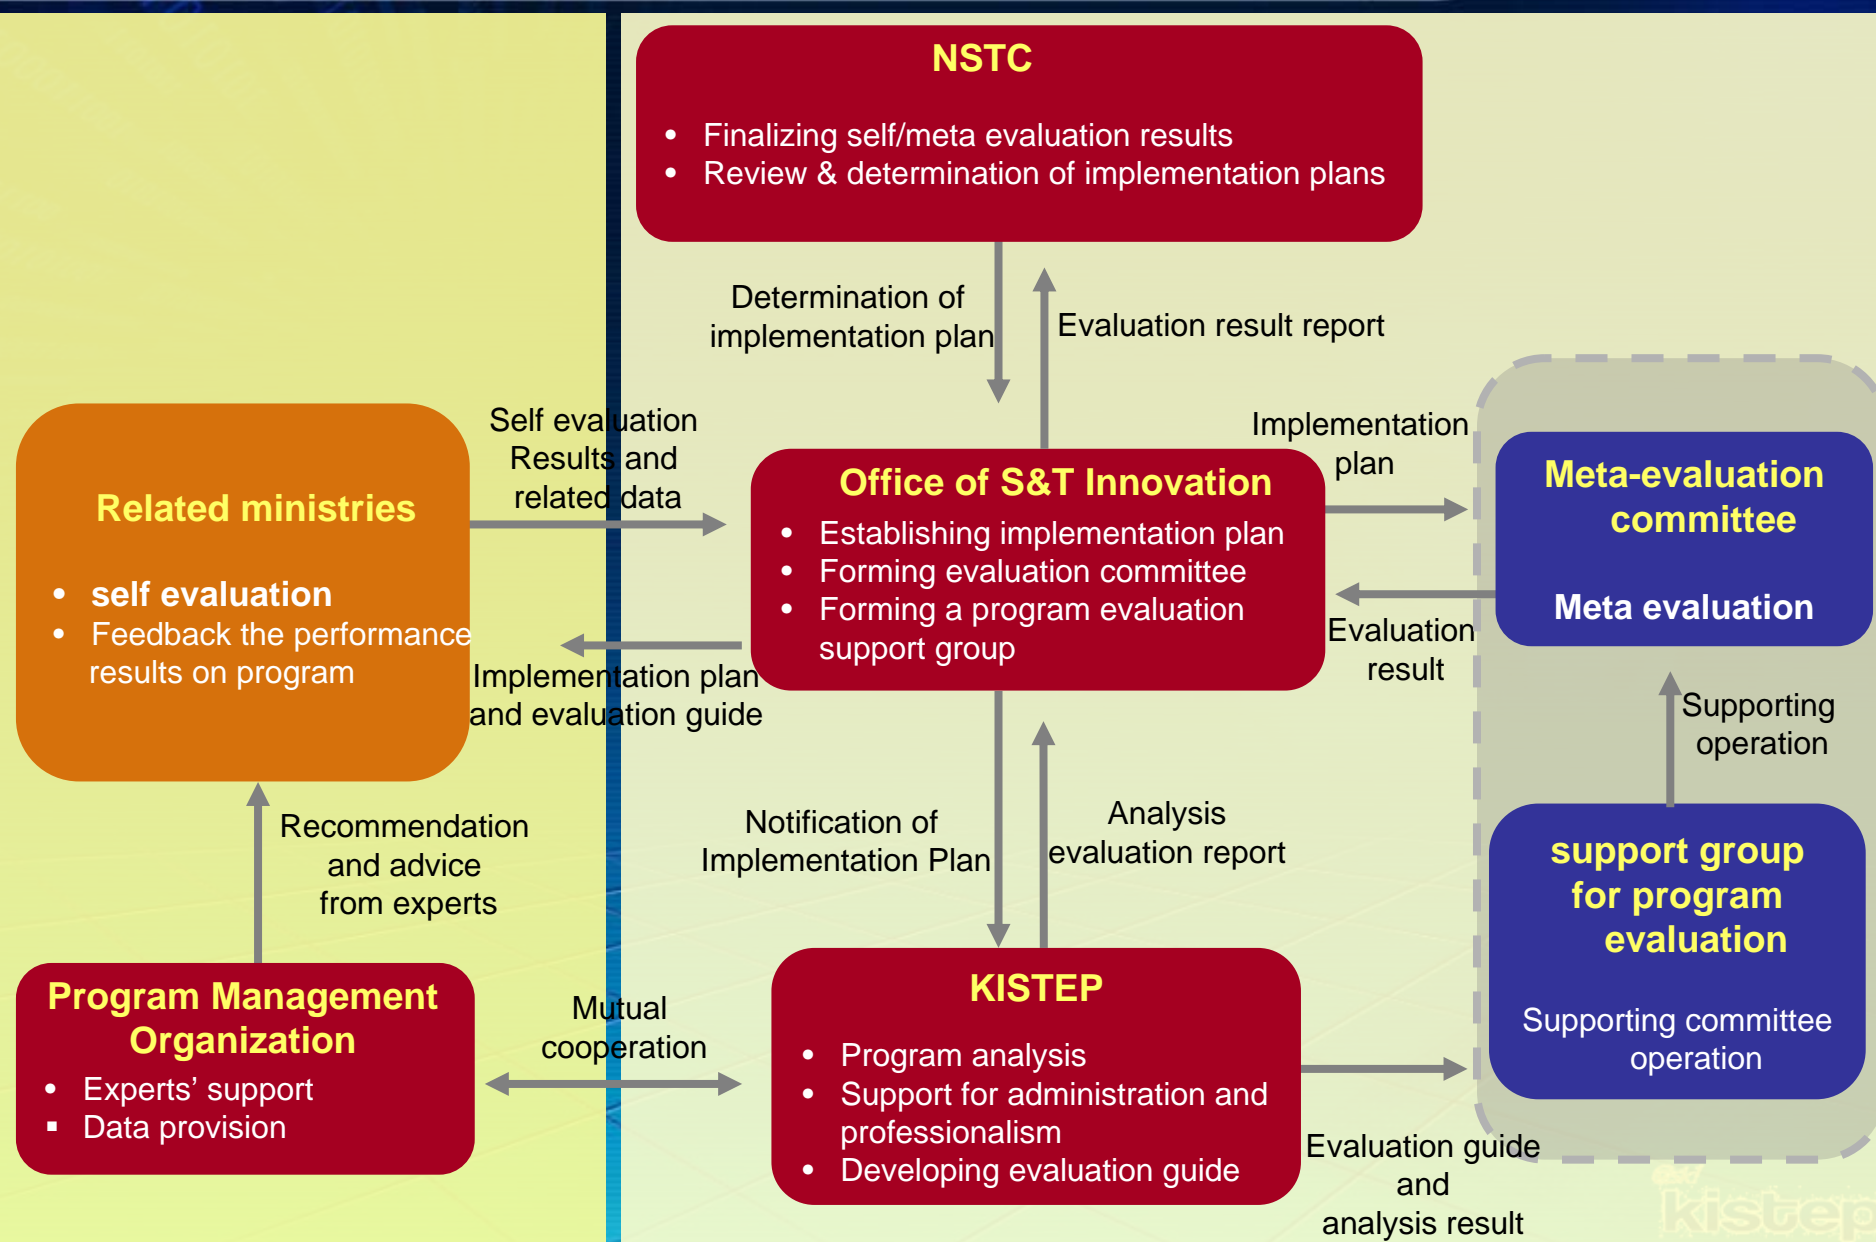 NSTC
• Finalizing self/meta evaluation results
• Review & determination of implementation plans
Determination of
implementation plan
Evaluation result report
Related ministries
• self evaluation
• Feedback the performance
results on program
Self evaluation
Results and
related data
Implementation plan
and evaluation guide
Office of S&T Innovation
• Establishing implementation plan
• Forming evaluation committee
• Forming a program evaluation
support group
Implementation
plan
Evaluation
result
Meta-evaluation
committee
Meta evaluation
Supporting
operation
support group
for program
evaluation
Supporting committee
operation
Recommendation
and advice
from experts
Notification of
Implementation Plan
Analysis
evaluation report
Program Management
Organization
• Experts’ support
▪ Data provision
Mutual
cooperation
KISTEP
• Program analysis
• Support for administration and
professionalism
• Developing evaluation guide
Evaluation guide
and
analysis result
kistep